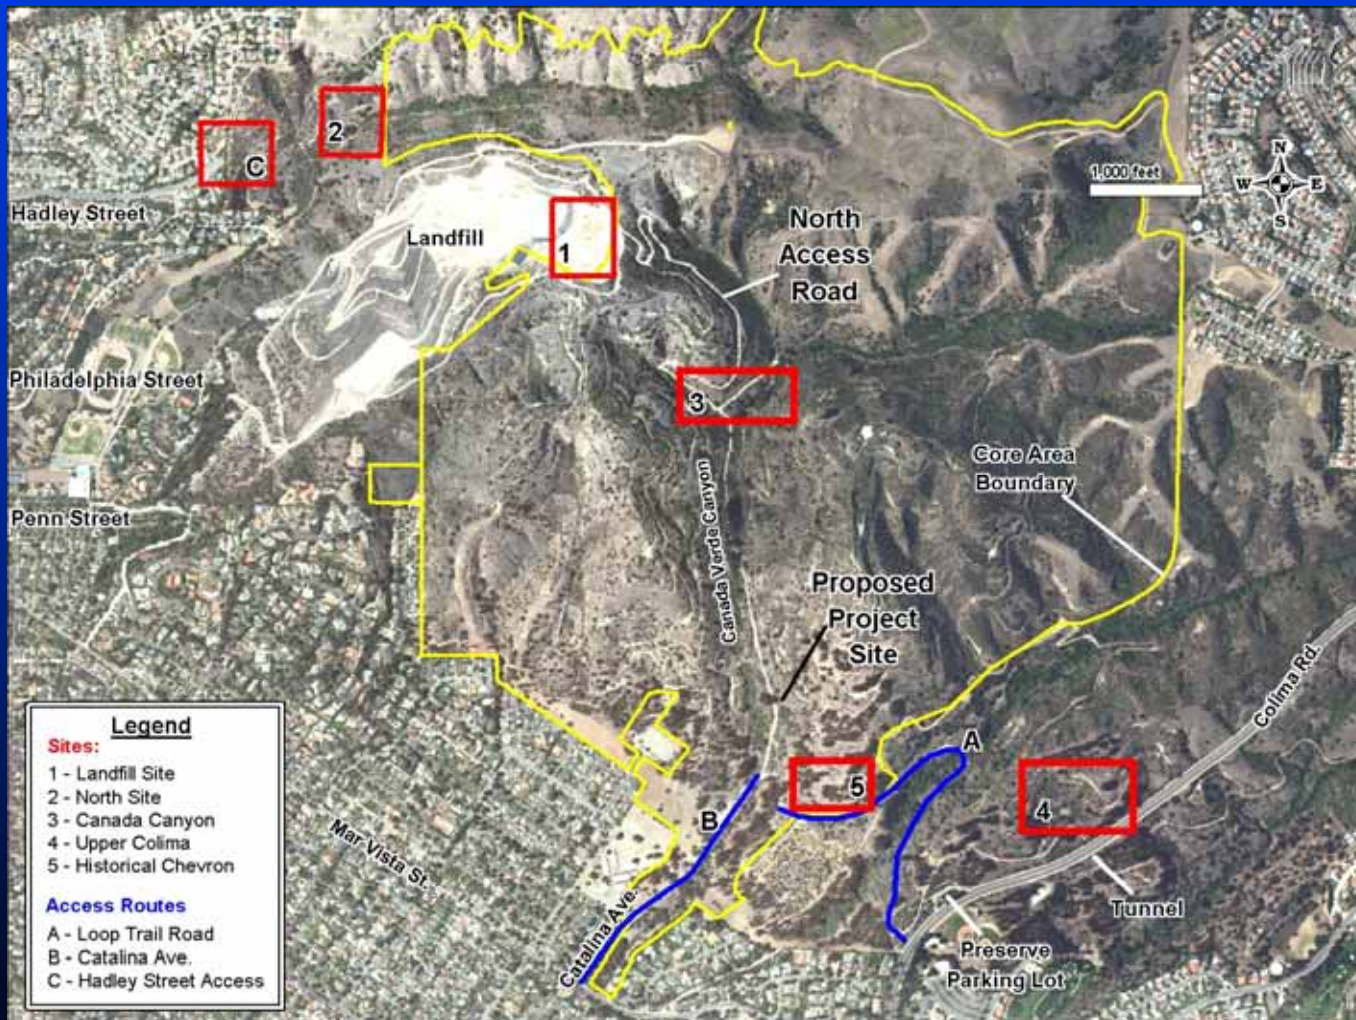 2
C
1,000 feet
N
W E
S
Hadley Street
Landfill
1
North
Access
Road
Philadelphia Street
3
Core Area
Boundary
Penn Street
Canada Verde Canyon
Proposed
Project
Site
Colima Rd.
A
5
4
B
Mar Vista St.
Tunnel
Catalina Ave.
Preserve
Parking Lot
Legend
Sites:
1 - Landfill Site
2 - North Site
3 - Canada Canyon
4 - Upper Colima
5 - Historical Chevron
Access Routes
A - Loop Trail Road
B - Catalina Ave.
C - Hadley Street Access